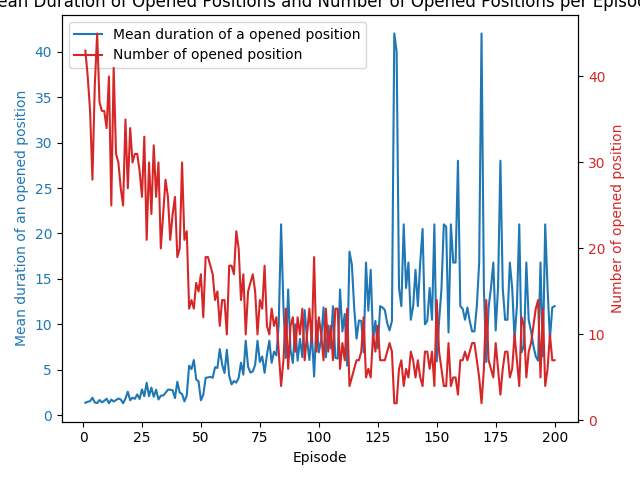 ean Duration of Opened Positions and Number of Opened Positions per Episod
Mean duration of a opened position
Number of opened position
Mean duration of an opened position
40
35
30
25
20
15
10
5
0
40
30
20
10
0
Number of opened position
0 25 50 75 100 125 150 175 200
Episode